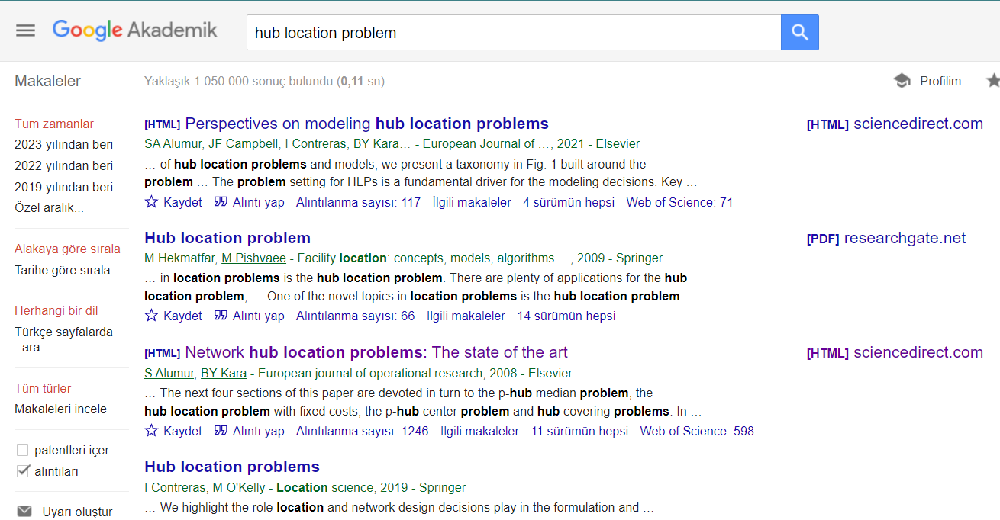 Google Akademik
hub location problem
Makaleler
Yaklaşık 1.050.000 sonuç bulundu (0,11 sn)
Profilim
Tüm zamanlar
2023 yılından beri
2022 yılından beri
2019 yılından beri
Özel aralık...
Alakaya göre sırala
Tarihe göre sırala
Herhangi bir dil
Türkçe sayfalarda
ara
Tüm türler
Makaleleri incele
patentleri içer
alıntıları
Uyarı oluştur
[HTML] Perspectives on modeling hub location problems
SA Alumur, JF Campbell, I Contreras, BY Kara… - European Journal of …, 2021 - Elsevier
… of hub location problems and models, we present a taxonomy in Fig. 1 built around the
problem … The problem setting for HLPs is a fundamental driver for the modeling decisions. Key …
Kaydet Alıntı yap Alıntılanma sayısı: 117 İlgili makaleler 4 sürümün hepsi Web of Science: 71
[HTML] sciencedirect.com
Hub location problem
M Hekmatfar, M Pishvaee - Facility location: concepts, models, algorithms …, 2009 - Springer
… in location problems is the hub location problem. There are plenty of applications for the hub
location problem; … One of the novel topics in location problems is the hub location problem. …
Kaydet Alıntı yap Alıntılanma sayısı: 66 İlgili makaleler 14 sürümün hepsi
[PDF] researchgate.net
[HTML] Network hub location problems: The state of the art
S Alumur, BY Kara - European journal of operational research, 2008 - Elsevier
… The next four sections of this paper are devoted in turn to the p-hub median problem, the
hub location problem with fixed costs, the p-hub center problem and hub covering problems. In …
Kaydet Alıntı yap Alıntılanma sayısı: 1246 İlgili makaleler 11 sürümün hepsi Web of Science: 598
[HTML] sciencedirect.com
Hub location problems
I Contreras, M O'Kelly - Location science, 2019 - Springer
… We highlight the role location and network design decisions play in the formulation and …